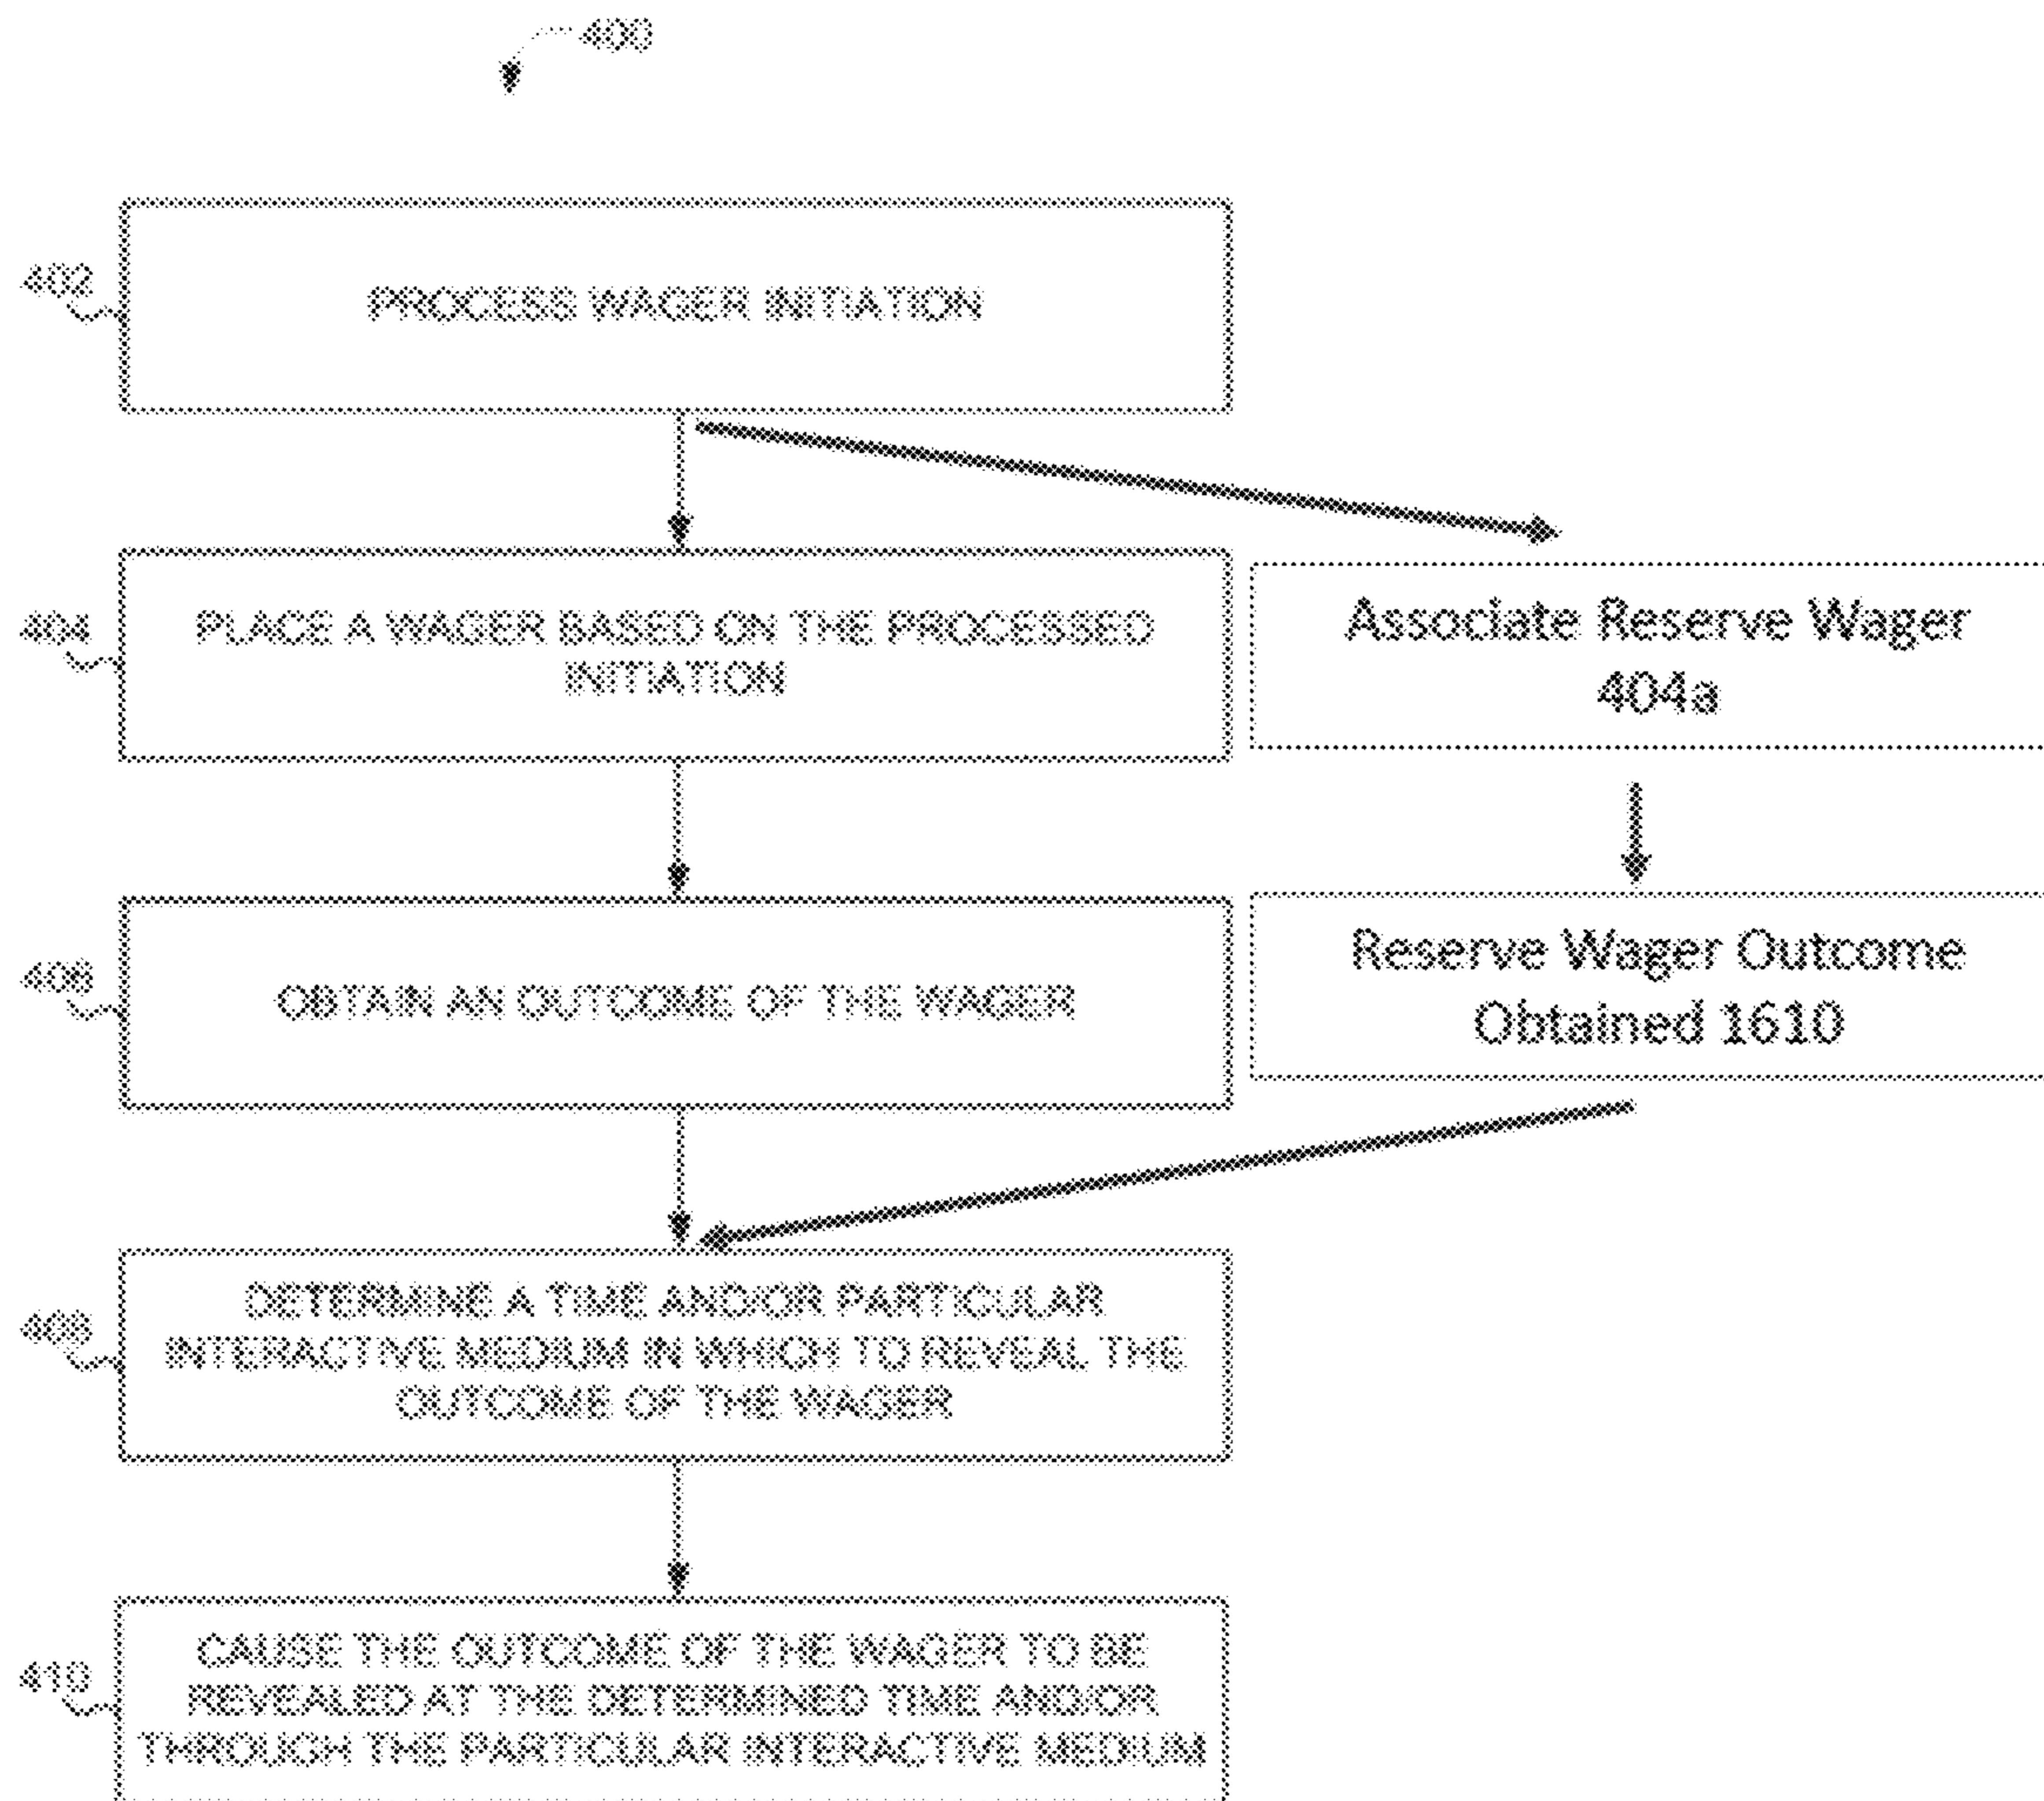 400
402
PROCESS WAGER INITIATION
404
PLACE A WAGER BASED ON THE PROCESSED
INITIATION
Associate Reserve Wager
404a
406
OBTAIN AN OUTCOME OF THE WAGER
Reserve Wager Outcome
Obtained 1610
408
DETERMINE A TIME AND/OR PARTICULAR
INTERACTIVE MEDIUM IN WHICH TO REVEAL THE
OUTCOME OF THE WAGER
410
CAUSE THE OUTCOME OF THE WAGER TO BE
REVEALED AT THE DETERMINED TIME AND/OR
THROUGH THE PARTICULAR INTERACTIVE MEDIUM